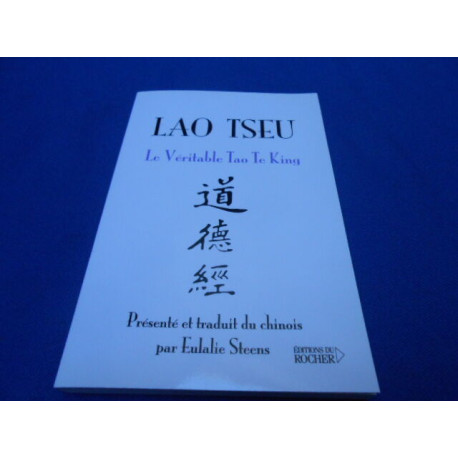 LAO TSEU
Le Véritable Tao Te King
道
德
經
Présenté et traduit du chinois
par Eulalie Steens
ÉDITIONS DU
ROCHER